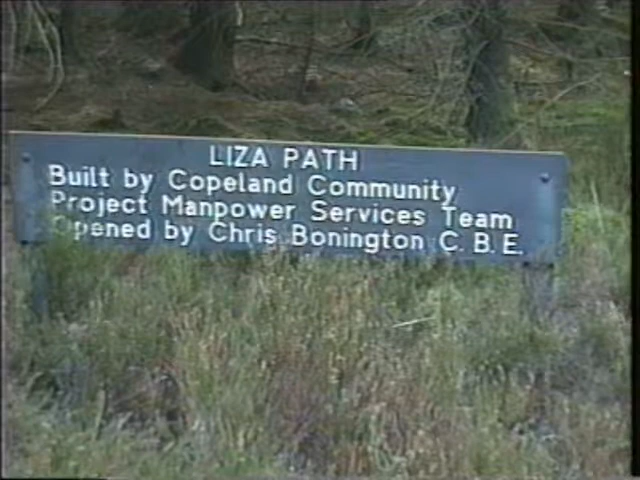 LIZA PATH
Built by Copeland Community
Project Manpower Services Team
Opened by Chris Bonington C. B. E.